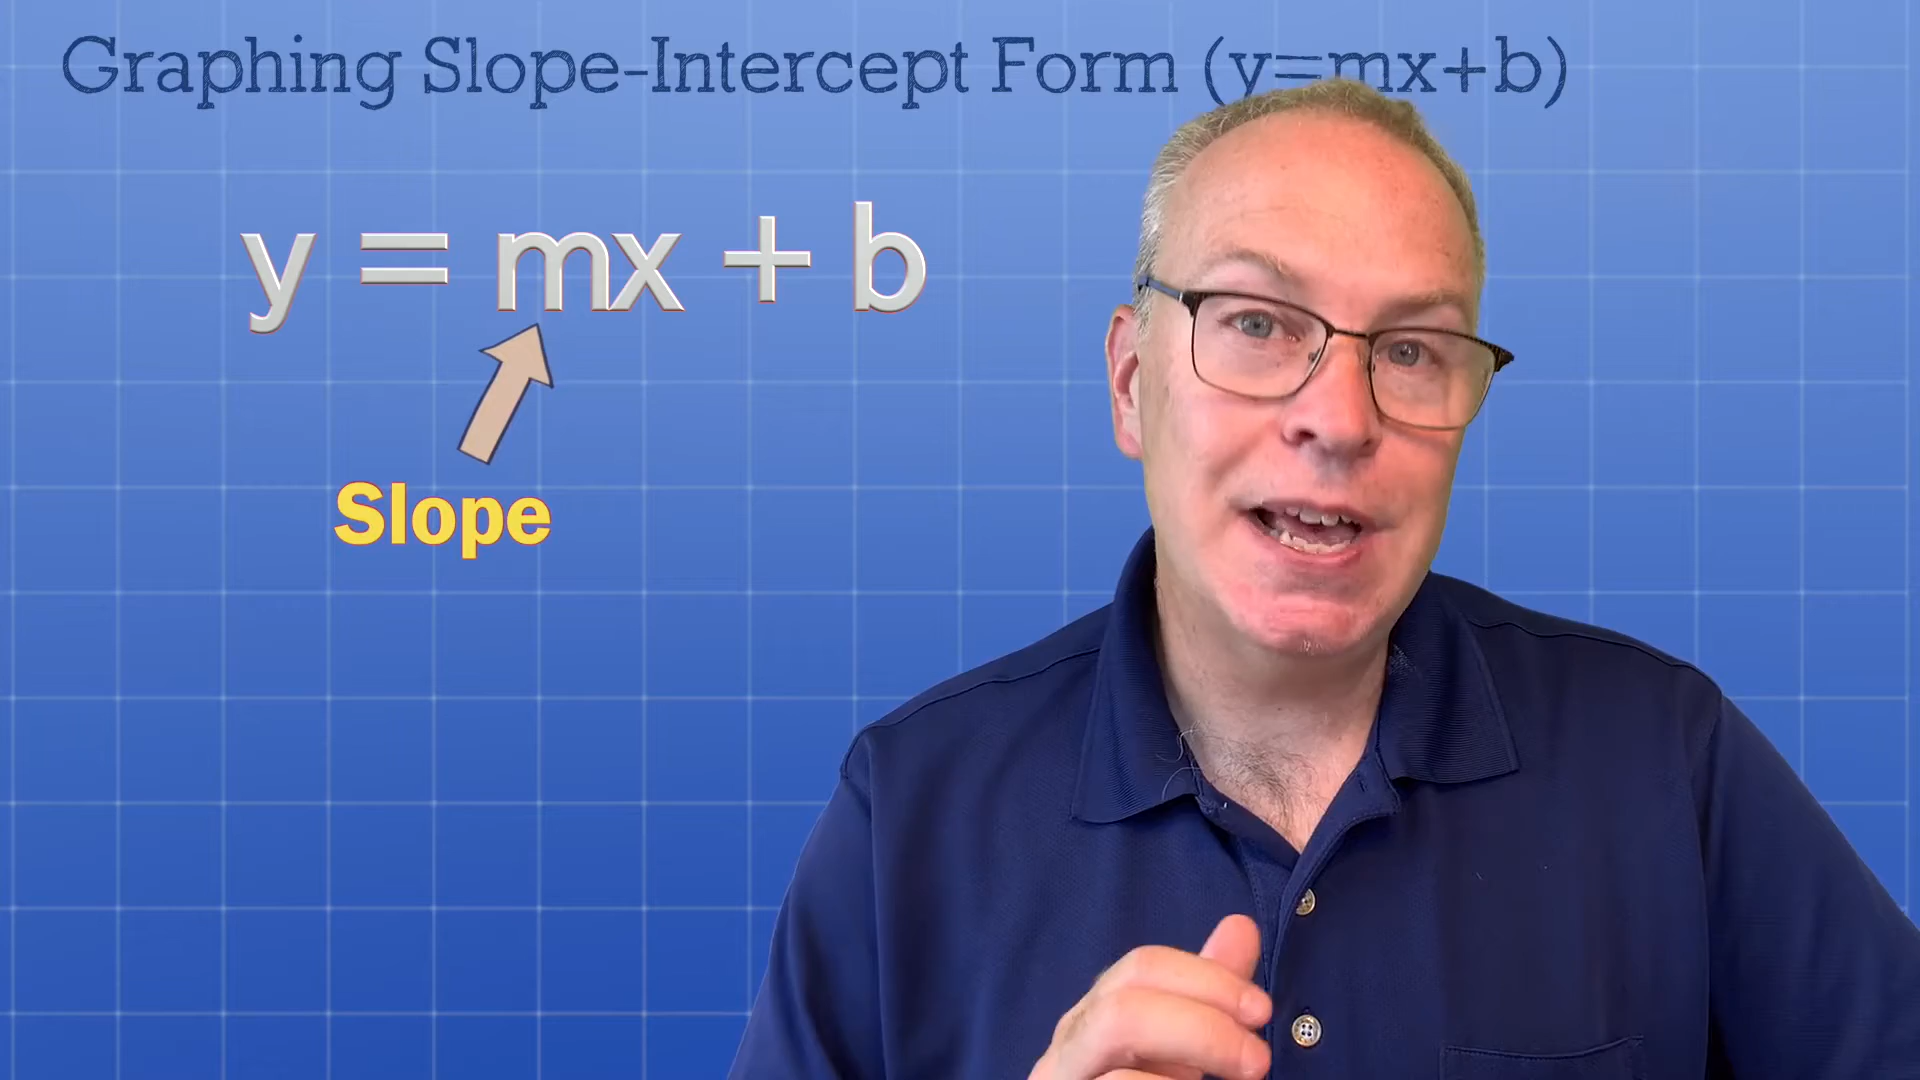 Graphing Slope-Intercept Form (y=mx+b)
y = mx + b
Slope